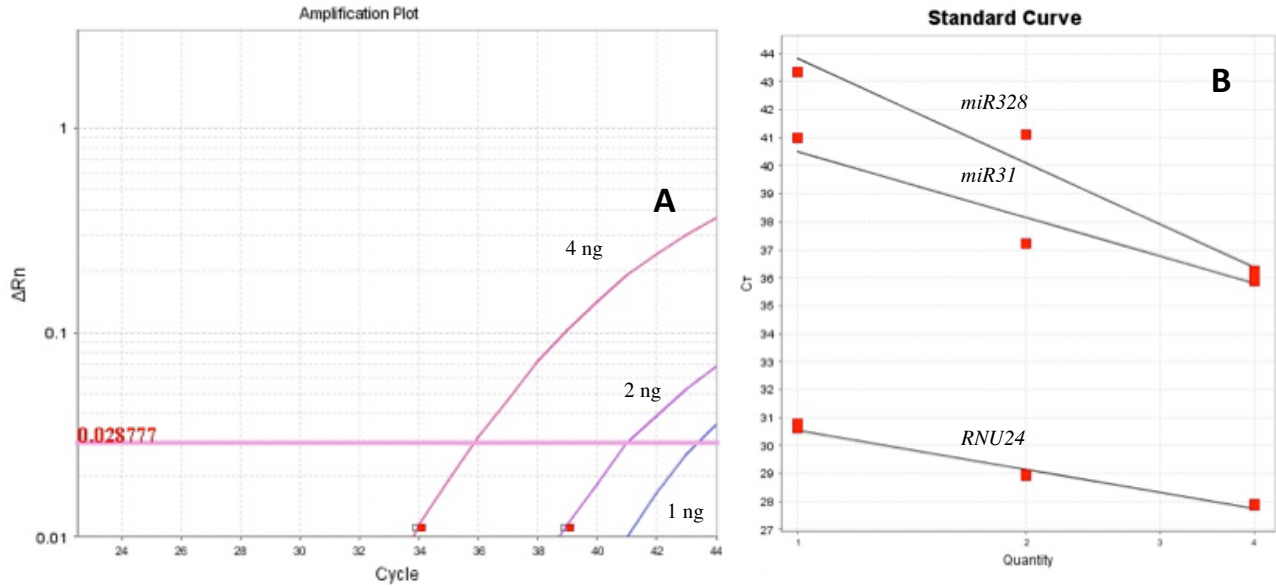 Amplification Plot
A
ΔRn
1
0.1
0.01
0.028777
4 ng
2 ng
1 ng
24 26 28 30 32 34 36 38 40 42 44
Cycle
Standard Curve
B
Cт
44
43
42
41
40
39
38
37
36
35
34
33
32
31
30
29
28
27
miR328
miR31
RNU24
1 2 3 4
Quantity